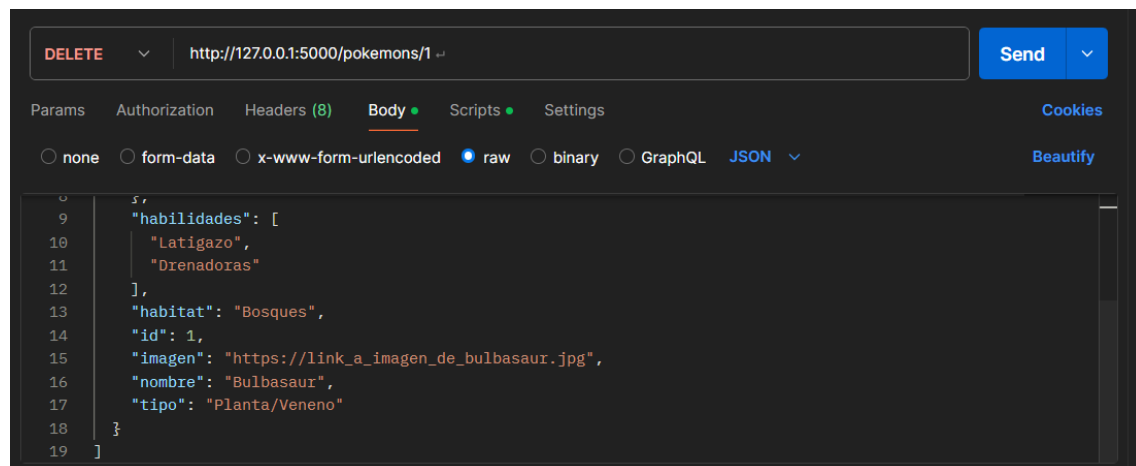 DELETE http://127.0.0.1:5000/pokemons/1 Send
Params Authorization Headers (8) Body Scripts Settings Cookies
none form-data x-www-form-urlencoded raw binary GraphQL JSON Beautify
8 },
9 "habilidades": [
10 "Latigazo",
11 "Drenadoras"
12 ],
13 "habitat": "Bosques",
14 "id": 1,
15 "imagen": "https://link_a_imagen_de_bulbasaur.jpg",
16 "nombre": "Bulbasaur",
17 "tipo": "Planta/Veneno"
18 }
19 ]